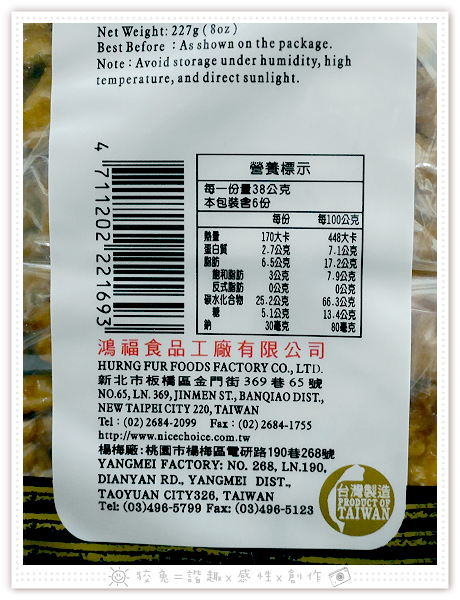 Net Weight: 227g (8oz)
Best Before : As shown on the package.
Note : Avoid storage under humidity, high
temperature, and direct sunlight.
4 711202 221693
營養標示
每一份量38公克
本包裝含6份
每份 每100公克
熱量 170大卡 448大卡
蛋白質 2.7公克 7.1公克
脂肪 6.5公克 17.2公克
飽和脂肪 3公克 7.9公克
反式脂肪 0公克 0公克
碳水化合物 25.2公克 66.3公克
糖 5.1公克 13.4公克
鈉 30毫克 80毫克
鴻福食品工廠有限公司
HURNG FUR FOODS FACTORY CO., LTD.
新北市板橋區金門街369巷65號
NO.65, LN. 369, JINMEN ST., BANQIAO DIST.,
NEW TAIPEI CITY 220, TAIWAN
Tel : (02) 2684-2099 Fax : (02) 2684-1755
http://www.nicechoice.com.tw
楊梅廠:桃園市楊梅區電研路190巷268號
YANGMEI FACTORY: NO. 268, LN.190,
DIANYAN RD., YANGMEI DIST.,
TAOYUAN CITY326, TAIWAN
Tel: (03)496-5799 Fax: (03)496-5123
台灣製造
PRODUCT OF
TAIWAN
狡兔=諧趣x感性x創作